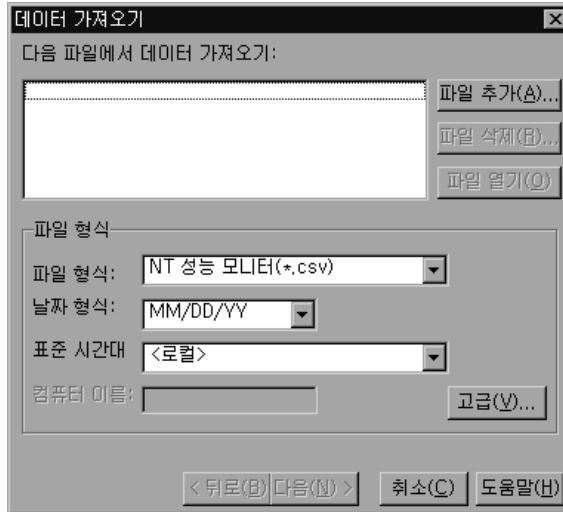 데이터 가져오기
다음 파일에서 데이터 가져오기:
파일 추가(A)...
파일 삭제(R)...
파일 열기(O)
파일 형식
파일 형식: NT 성능 모니터(*.csv)
날짜 형식: MM/DD/YY
표준 시간대 <로컬>
컴퓨터 이름:
고급(V)...
< 뒤로(B) 다음(N) > 취소(C) 도움말(H)